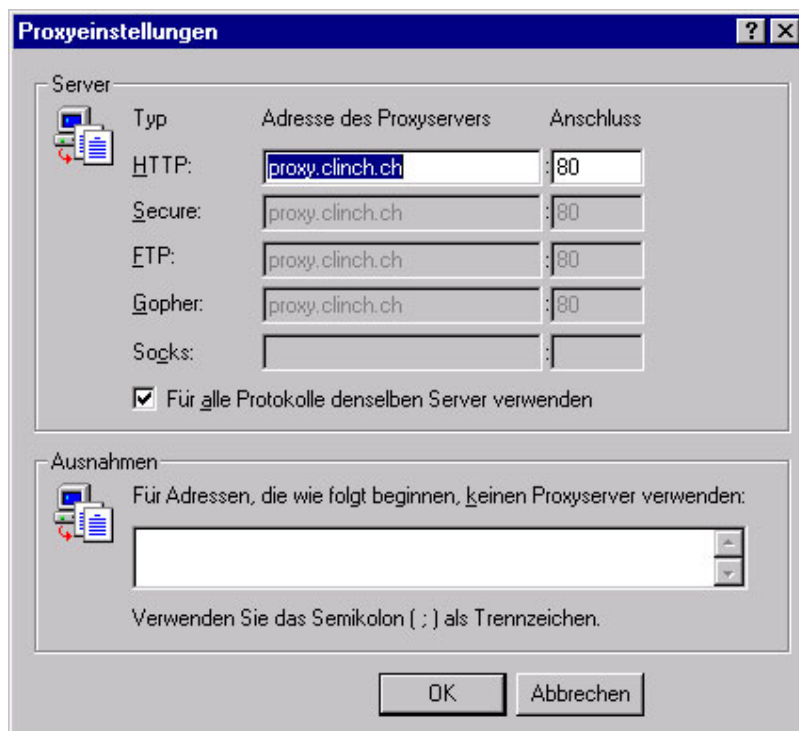 Proxyeinstellungen
Server
Typ Adresse des Proxyservers Anschluss
HTTP: proxy.clinch.ch : 80
Secure: proxy.clinch.ch : 80
FTP: proxy.clinch.ch : 80
Gopher: proxy.clinch.ch : 80
Socks: :
Für alle Protokolle denselben Server verwenden
Ausnahmen
Für Adressen, die wie folgt beginnen, keinen Proxyserver verwenden:
Verwenden Sie das Semikolon ( ; ) als Trennzeichen.
OK Abbrechen